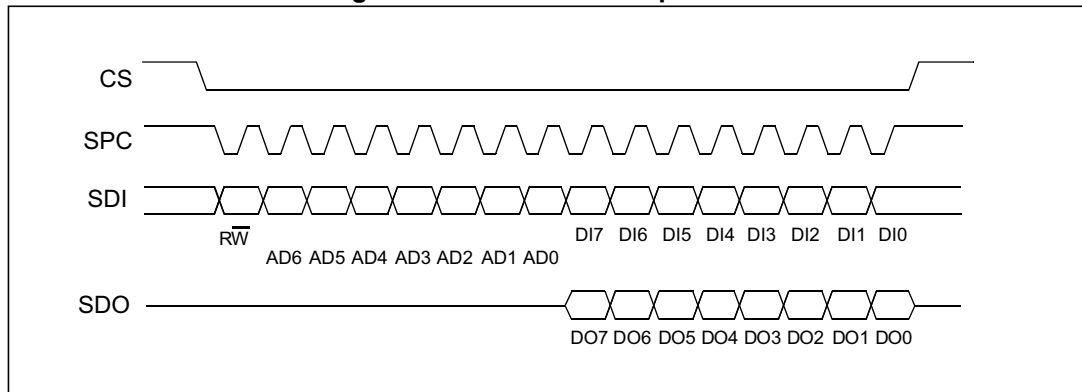 CS
SPC
SDI
RW
DI7 DI6 DI5 DI4 DI3 DI2 DI1 DI0
AD6 AD5 AD4 AD3 AD2 AD1 AD0
SDO
DO7 DO6 DO5 DO4 DO3 DO2 DO1 DO0